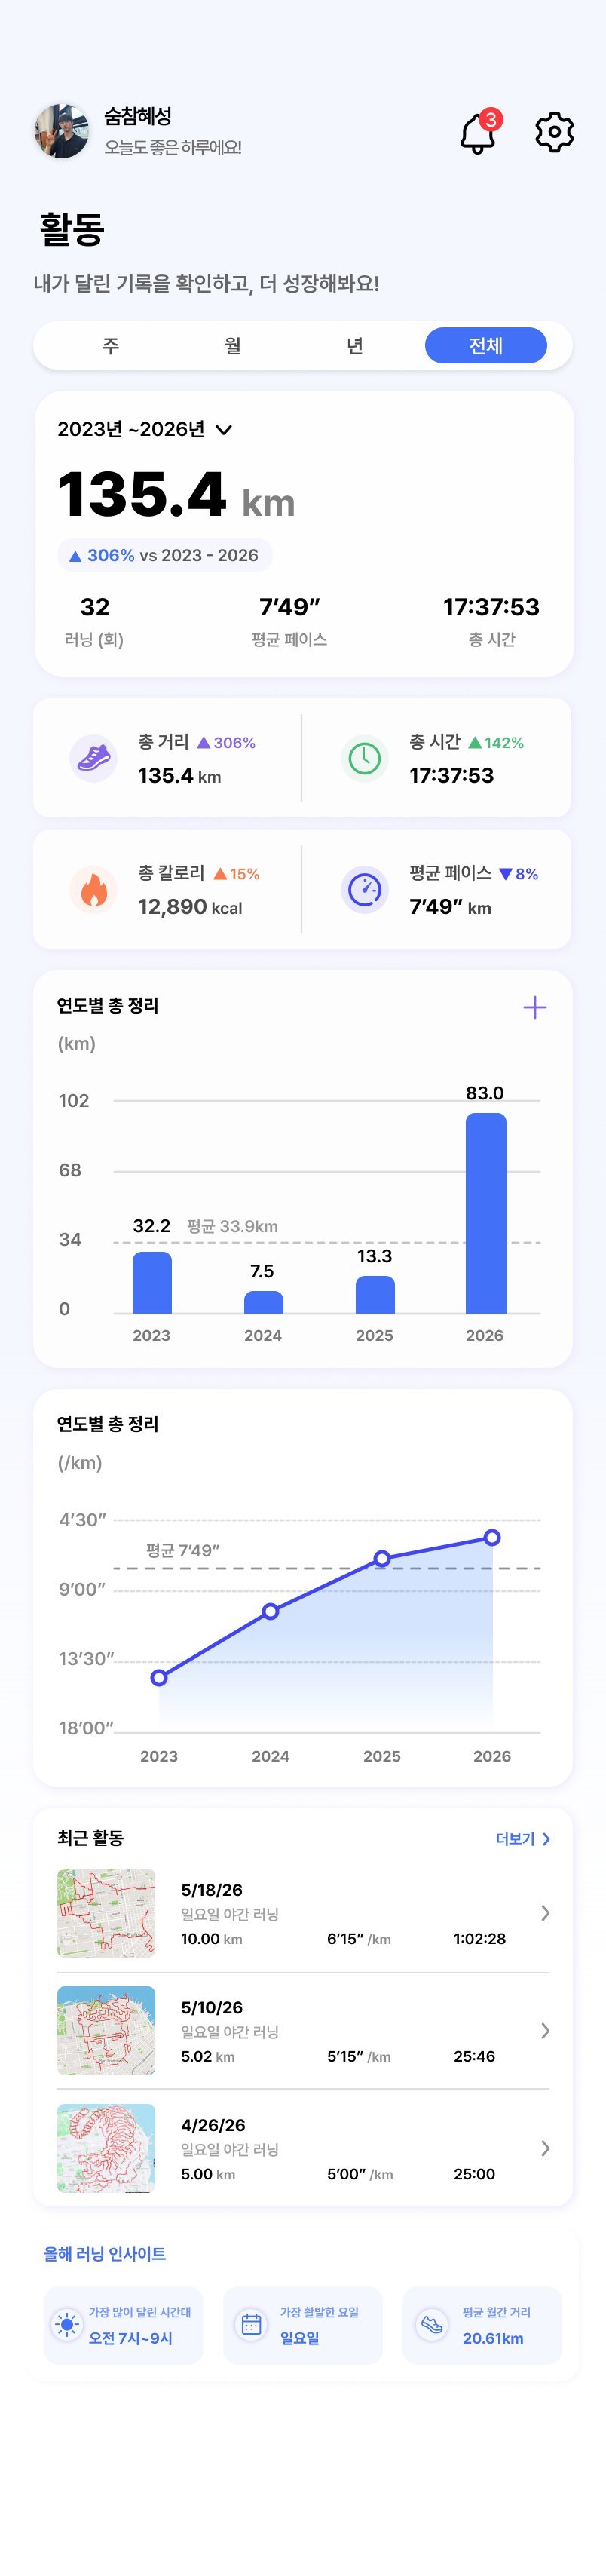 숨참혜성
오늘도 좋은 하루에요!
3
활동
내가 달린 기록을 확인하고, 더 성장해봐요!
주 월 년 전체
2023년 ~2026년
135.4 km
▲ 306% vs 2023 - 2026
32 7’49” 17:37:53
러닝 (회) 평균 페이스 총 시간
총 거리 ▲306%
135.4 km
총 시간 ▲142%
17:37:53
총 칼로리 ▲15%
12,890 kcal
평균 페이스 ▼8%
7’49” km
연도별 총 정리
(km)
83.0
102
68
32.2 평균 33.9km
34
13.3
7.5
0
2023 2024 2025 2026
연도별 총 정리
(/km)
4’30”
평균 7’49”
9’00”
13’30”
18’00”
2023 2024 2025 2026
최근 활동 더보기
5/18/26
일요일 야간 러닝
10.00 km 6’15” /km 1:02:28
5/10/26
일요일 야간 러닝
5.02 km 5’15” /km 25:46
4/26/26
일요일 야간 러닝
5.00 km 5’00” /km 25:00
올해 러닝 인사이트
가장 많이 달린 시간대
오전 7시~9시
가장 활발한 요일
일요일
평균 월간 거리
20.61km